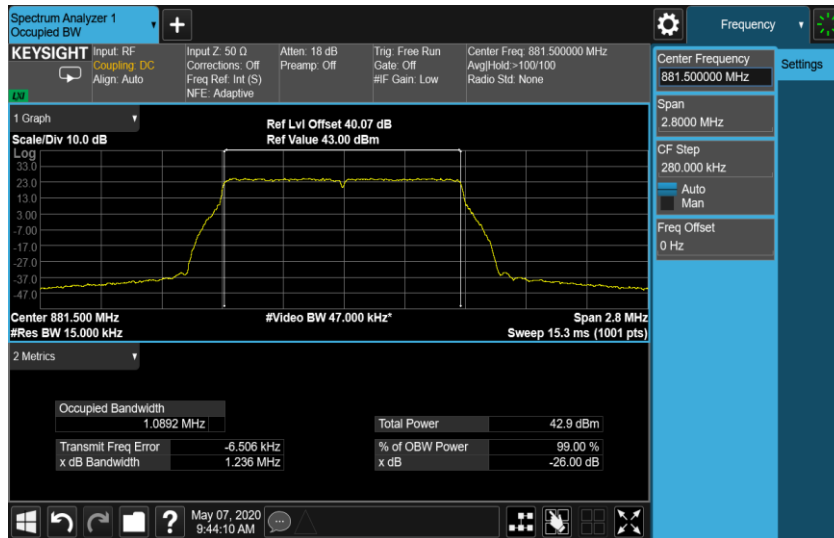 Spectrum Analyzer 1
Occupied BW
+
Frequency
KEYSIGHT
Input: RF
Coupling: DC
Align: Auto
LXI
Input Z: 50 Ω
Corrections: Off
Freq Ref: Int (S)
NFE: Adaptive
Atten: 18 dB
Preamp: Off
Trig: Free Run
Gate: Off
#IF Gain: Low
Center Freq: 881.500000 MHz
Avg|Hold:>100/100
Radio Std: None
Center Frequency
881.500000 MHz
Settings
Span
2.8000 MHz
CF Step
280.000 kHz
Auto
Man
Freq Offset
0 Hz
1 Graph
Scale/Div 10.0 dB
Ref Lvl Offset 40.07 dB
Ref Value 43.00 dBm
Log
33.0
23.0
13.0
3.00
-7.00
-17.0
-27.0
-37.0
-47.0
Center 881.500 MHz
#Res BW 15.000 kHz
#Video BW 47.000 kHz*
Span 2.8 MHz
Sweep 15.3 ms (1001 pts)
2 Metrics
Occupied Bandwidth
1.0892 MHz
Total Power 42.9 dBm
Transmit Freq Error -6.506 kHz
% of OBW Power 99.00 %
x dB Bandwidth 1.236 MHz
x dB -26.00 dB
?
May 07, 2020
9:44:10 AM